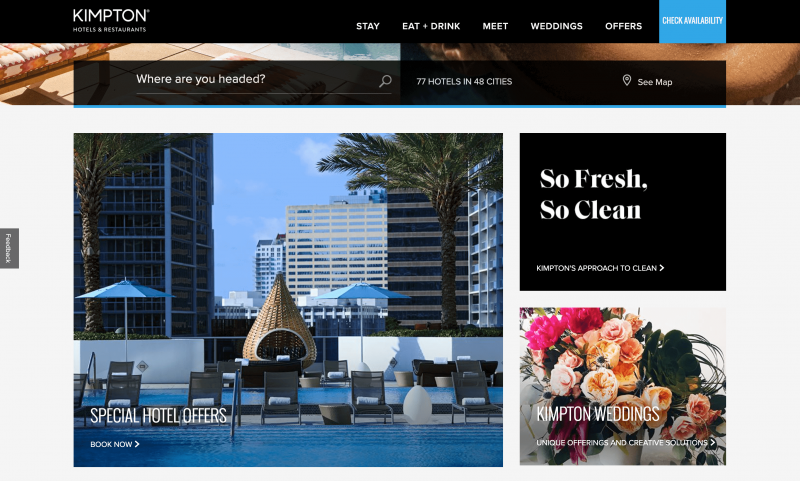 KIMPTON®
HOTELS & RESTAURANTS
STAY
EAT + DRINK
MEET
WEDDINGS
OFFERS
CHECK AVAILABILITY
Where are you headed?
77 HOTELS IN 48 CITIES
See Map
Feedback
SPECIAL HOTEL OFFERS
BOOK NOW
So Fresh,
So Clean
KIMPTON'S APPROACH TO CLEAN
KIMPTON WEDDINGS
UNIQUE OFFERINGS AND CREATIVE SOLUTIONS